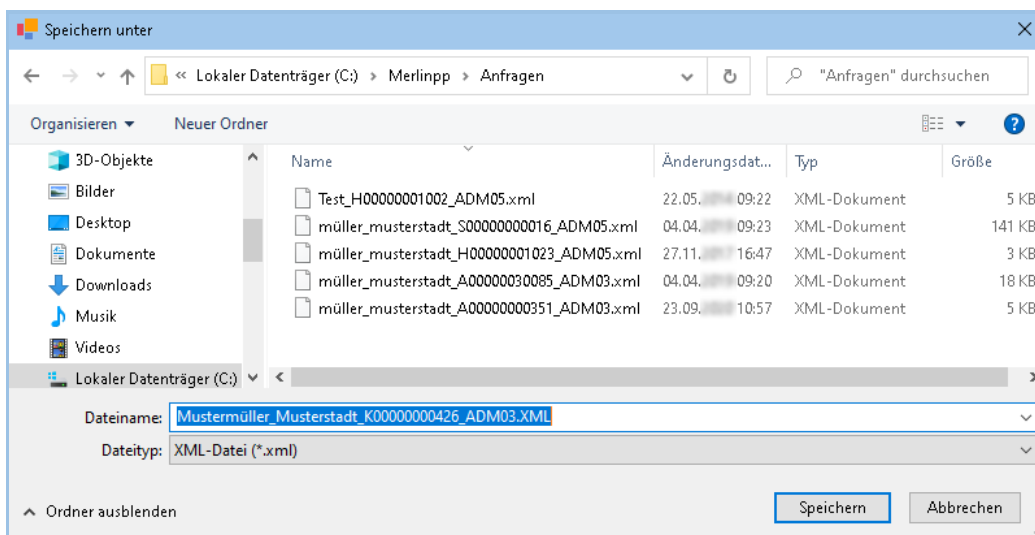 Speichern unter
« Lokaler Datenträger (C:) › Merlinpp › Anfragen
"Anfragen" durchsuchen
Organisieren
Neuer Ordner
3D-Objekte
Bilder
Desktop
Dokumente
Downloads
Musik
Videos
Lokaler Datenträger (C:)
Name Änderungsdat... Typ Größe
Test_H00000001002_ADM05.xml 22.05. 09:22 XML-Dokument 5 KB
müller_musterstadt_S00000000016_ADM05.xml 04.04. 09:23 XML-Dokument 141 KB
müller_musterstadt_H00000001023_ADM05.xml 27.11. 16:47 XML-Dokument 3 KB
müller_musterstadt_A00000030085_ADM03.xml 04.04. 09:20 XML-Dokument 18 KB
müller_musterstadt_A00000000351_ADM03.xml 23.09. 10:57 XML-Dokument 5 KB
Dateiname: Mustermüller_Musterstadt_K00000000426_ADM03.XML
Dateityp: XML-Datei (*.xml)
Ordner ausblenden
Speichern
Abbrechen